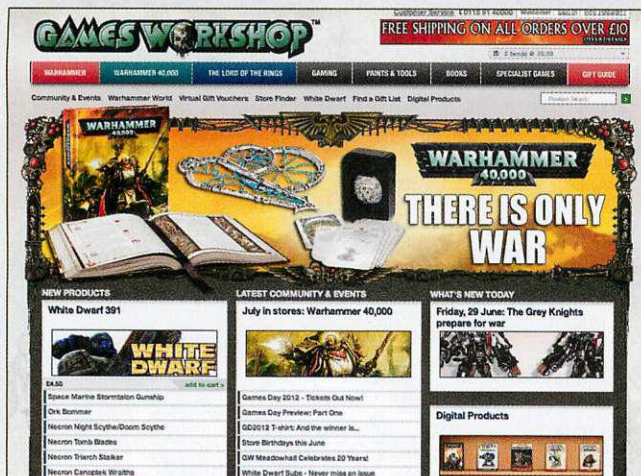 GAMES WORKSHOP™
Customer Service
FREE SHIPPING ON ALL ORDERS OVER £10
WARHAMMER
WARHAMMER 40,000
THE LORD OF THE RINGS
GAMING
PAINTS & TOOLS
BOOKS
SPECIALIST GAMES
GIFT GUIDE
Community & Events Warhammer World Virtual Gift Vouchers Store Finder White Dwarf Find a Gift List Digital Products
Product Search
WARHAMMER
40,000
WARHAMMER
40,000
THERE IS ONLY
WAR
NEW PRODUCTS
White Dwarf 391
WHITE
DWARF
£4.50
add to cart »
Space Marine Stormtalon Gunship
Ork Bommer
Necron Night Scythe/Doom Scythe
Necron Tomb Blades
Necron Triarch Stalker
Necron Canoptek Wraiths
LATEST COMMUNITY & EVENTS
July in stores: Warhammer 40,000
Games Day 2012 - Tickets Out Now!
Games Day Preview: Part One
GD2012 T-shirt: And the winner is...
Store Birthdays this June
GW Meadowhall Celebrates 20 Years!
White Dwarf Subs - Never miss an issue
WHAT'S NEW TODAY
Friday, 29 June: The Grey Knights
prepare for war
Digital Products